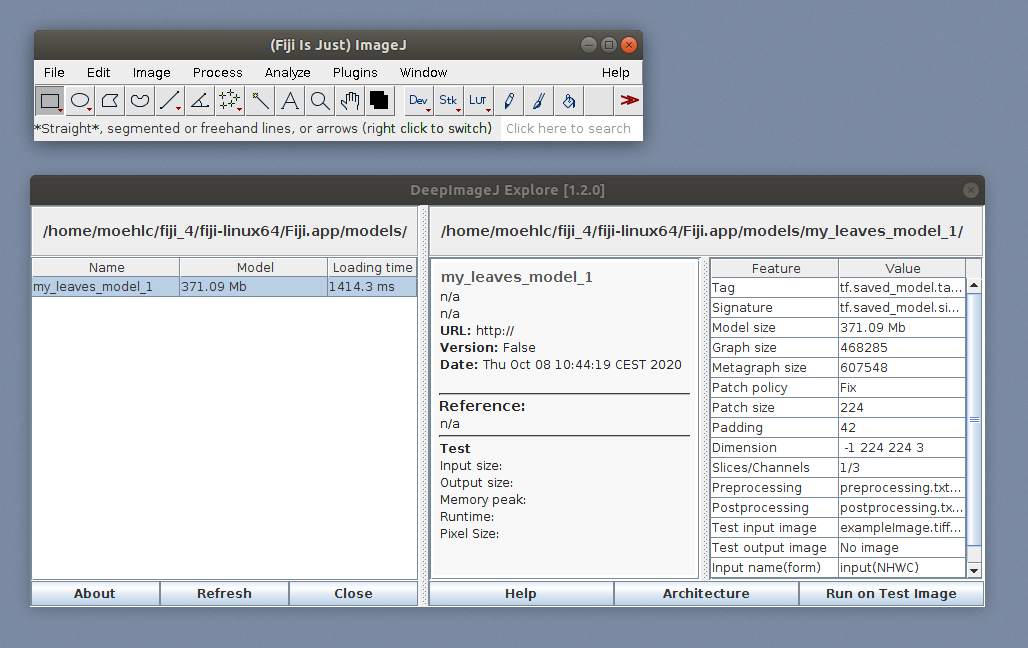 (Fiji Is Just) ImageJ
File Edit Image Process Analyze Plugins Window Help
Dev Stk LUT
*Straight*, segmented or freehand lines, or arrows (right click to switch) Click here to search
DeepImageJ Explore [1.2.0]
/home/moehlc/fiji_4/fiji-linux64/Fiji.app/models/
Name Model Loading time
my_leaves_model_1 371.09 Mb 1414.3 ms
About Refresh Close
/home/moehlc/fiji_4/fiji-linux64/Fiji.app/models/my_leaves_model_1/
my_leaves_model_1
n/a
n/a
URL: http://
Version: False
Date: Thu Oct 08 10:44:19 CEST 2020
Reference:
n/a
Test
Input size:
Output size:
Memory peak:
Runtime:
Pixel Size:
Feature Value
Tag tf.saved_model.ta...
Signature tf.saved_model.si...
Model size 371.09 Mb
Graph size 468285
Metagraph size 607548
Patch policy Fix
Patch size 224
Padding 42
Dimension -1 224 224 3
Slices/Channels 1/3
Preprocessing preprocessing.txt...
Postprocessing postprocessing.tx...
Test input image exampleImage.tiff...
Test output image No image
Input name(form) input(NHWC)
Help Architecture Run on Test Image